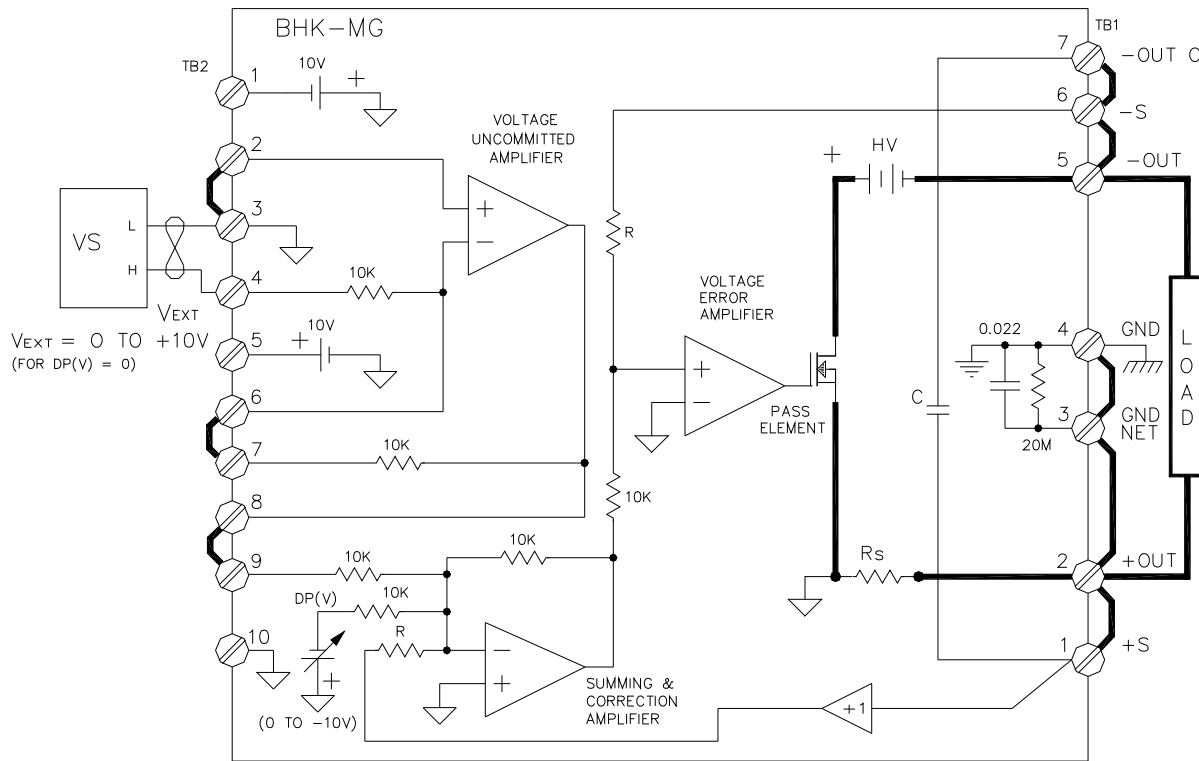 BHK-MG
TB1
TB2
1
10V
+
2
3
4
5
6
7
8
9
10
VOLTAGE
UNCOMMITTED
AMPLIFIER
+
−
VS
L
H
VEXT
VEXT = 0 TO +10V
(FOR DP(V) = 0)
10K
+
10V
10K
10K
10K
10K
DP(V)
R
+
(0 TO −10V)
−
+
SUMMING &
CORRECTION
AMPLIFIER
R
10K
VOLTAGE
ERROR
AMPLIFIER
+
−
PASS
ELEMENT
+
HV
C
0.022
20M
Rs
+1
7
−OUT
6
−S
5
−OUT
4
GND
3
GND
NET
2
+OUT
1
+S
LOAD